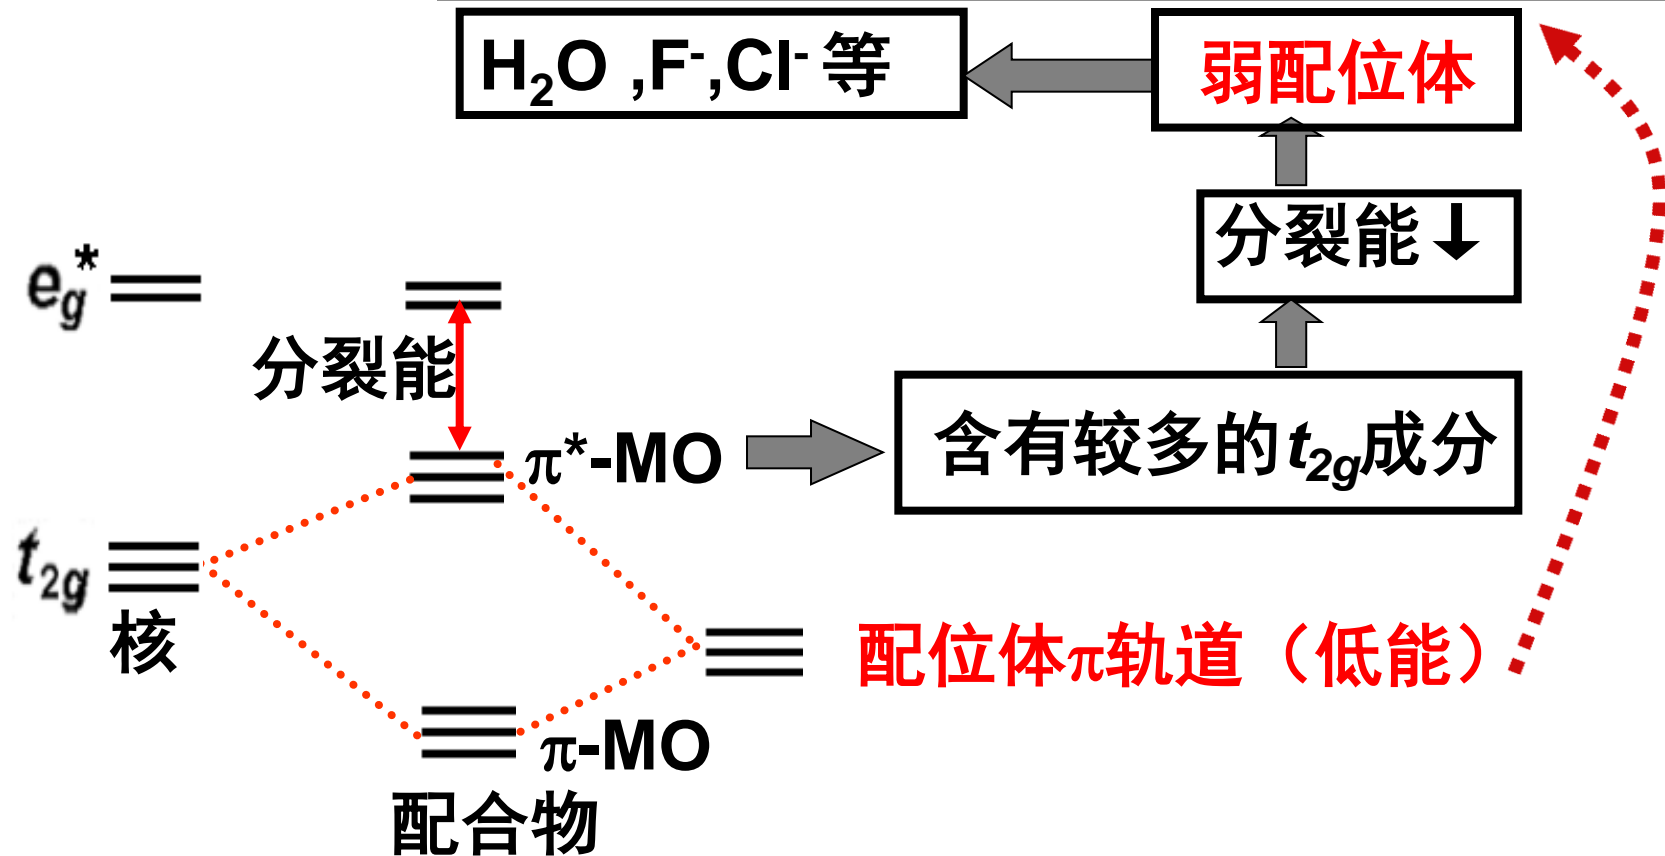 H₂O ,F⁻,Cl⁻ 等
弱配位体
分裂能↓
e_g*
分裂能
π*-MO
含有较多的t₂g成分
t₂g
核
配位体π轨道（低能）
π-MO
配合物